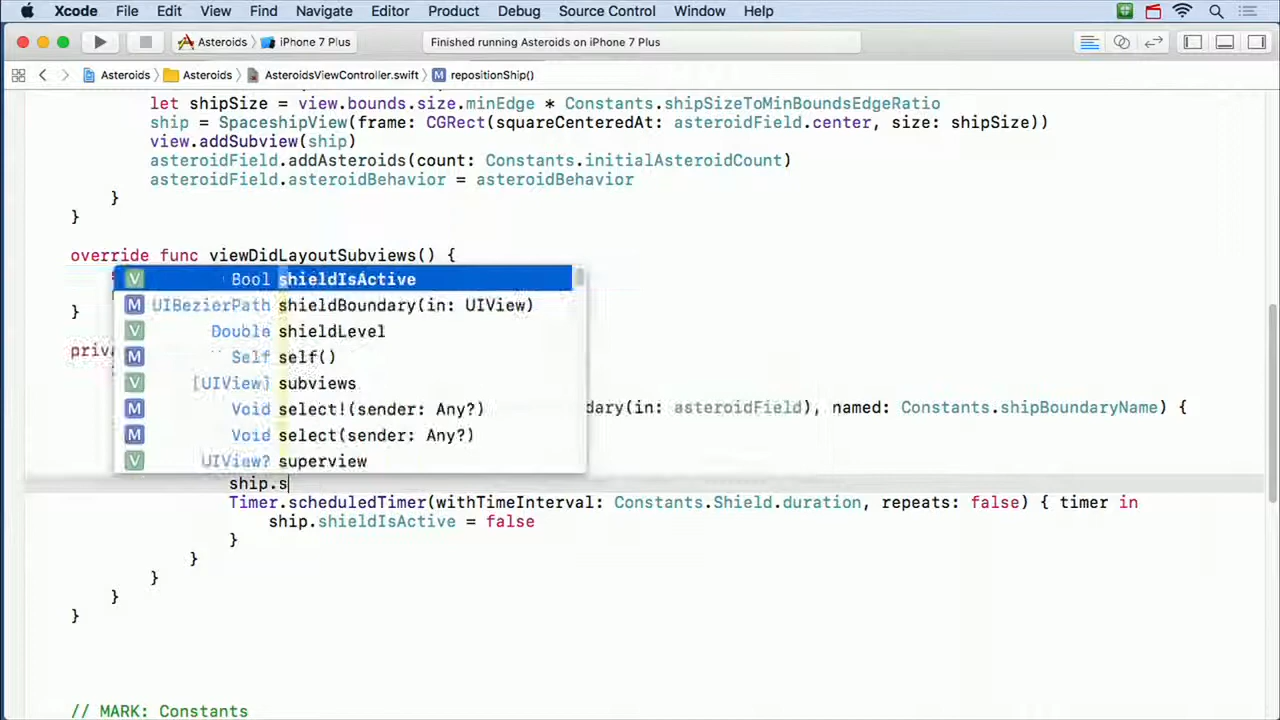 Xcode File Edit View Find Navigate Editor Product Debug Source Control Window Help
Asteroids iPhone 7 Plus Finished running Asteroids on iPhone 7 Plus
Asteroids Asteroids AsteroidsViewController.swift M repositionShip()
let shipSize = view.bounds.size.minEdge * Constants.shipSizeToMinBoundsEdgeRatio
ship = SpaceshipView(frame: CGRect(squareCenteredAt: asteroidField.center, size: shipSize))
view.addSubview(ship)
asteroidField.addAsteroids(count: Constants.initialAsteroidCount)
asteroidField.asteroidBehavior = asteroidBehavior
}
}
override func viewDidLayoutSubviews() {
V Bool shieldIsActive
M UIBezierPath shieldBoundary(in: UIView)
}
V Double shieldLevel
priv
M Self self()
V [UIView] subviews
M Void select!(sender: Any?)
dary(in: asteroidField), named: Constants.shipBoundaryName) {
M Void select(sender: Any?)
V UIView? superview
ship.s
Timer.scheduledTimer(withTimeInterval: Constants.Shield.duration, repeats: false) { timer in
ship.shieldIsActive = false
}
}
}
}
}
// MARK: Constants